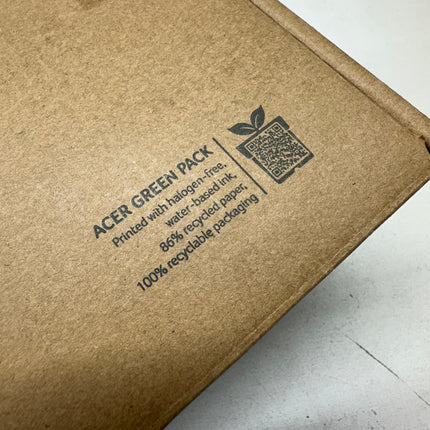 ACER GREEN PACK
Printed with halogen-free,
water-based ink,
86% recycled paper,
100% recyclable packaging